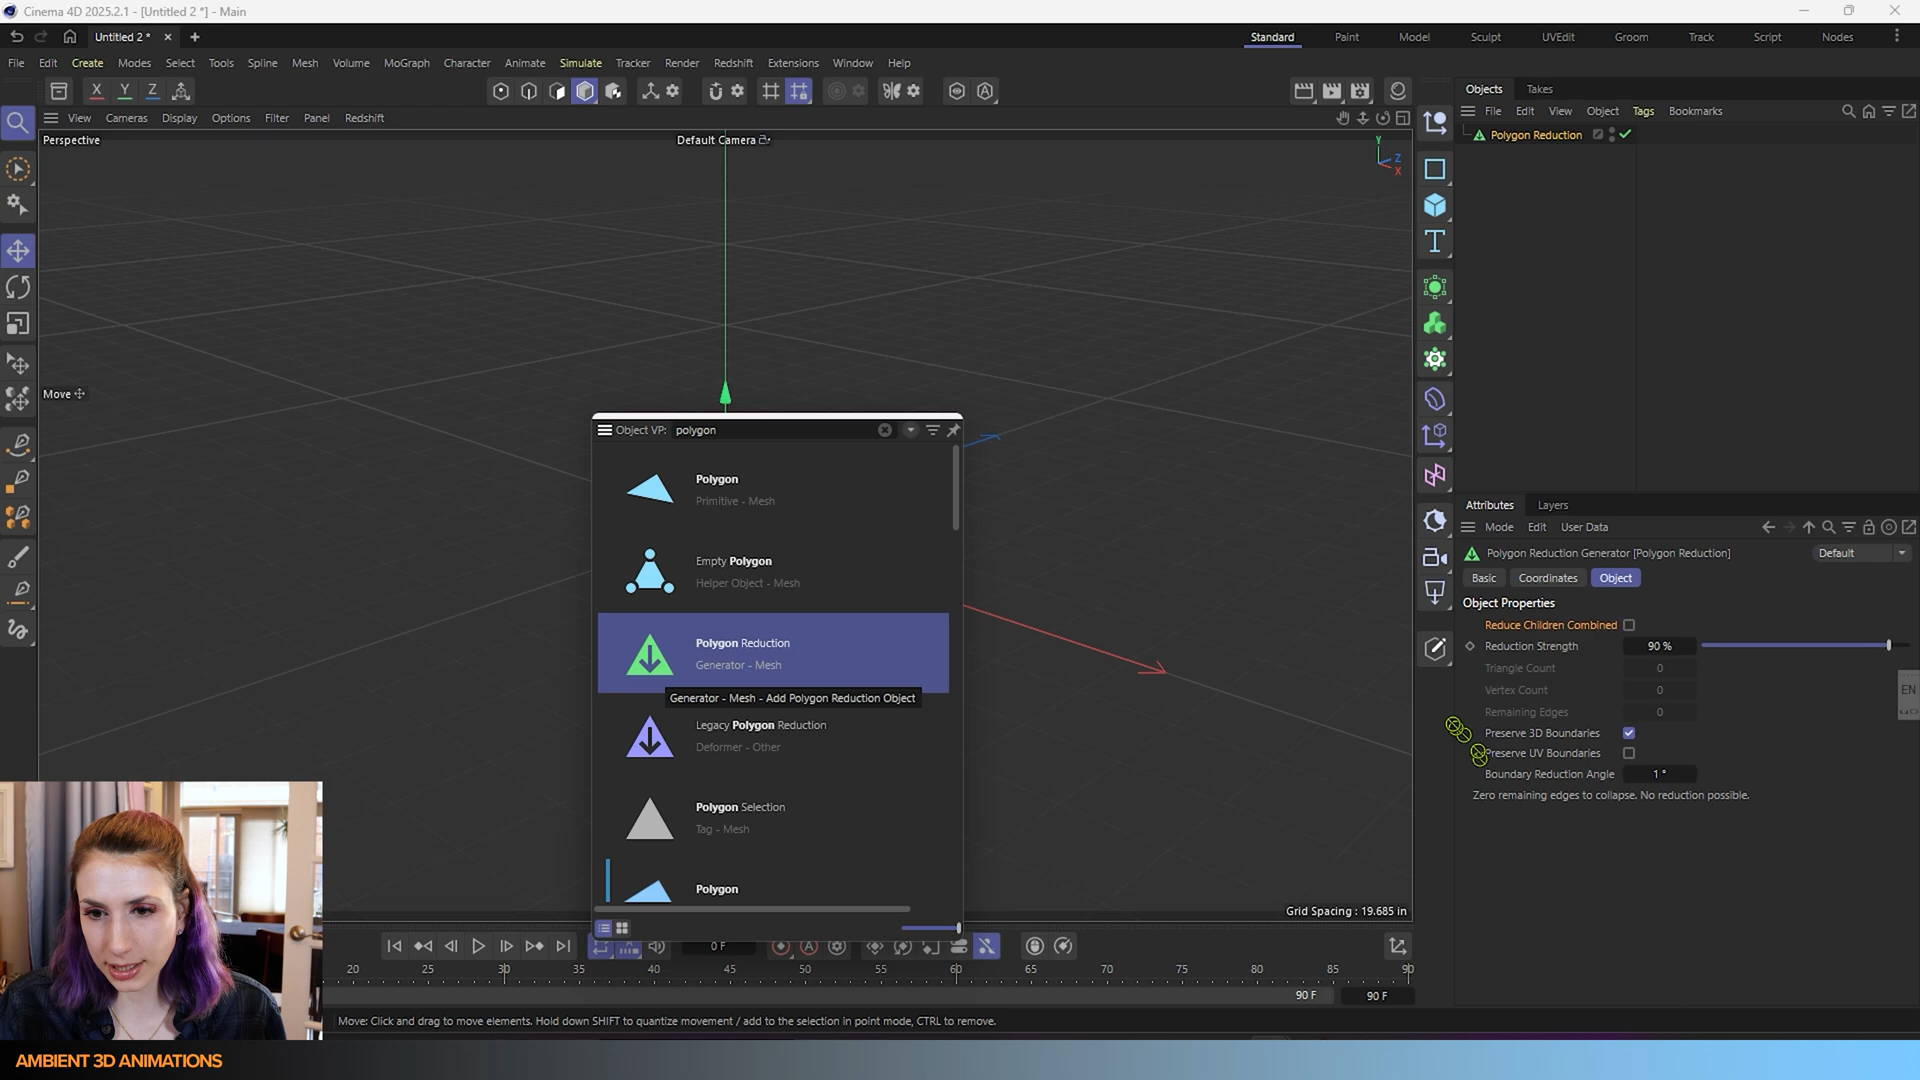 Cinema 4D 2025.2.1 - [Untitled 2 *] - Main
Untitled 2 *
Standard
Paint
Model
Sculpt
UVEdit
Groom
Track
Script
Nodes
File
Edit
Create
Modes
Select
Tools
Spline
Mesh
Volume
MoGraph
Character
Animate
Simulate
Tracker
Render
Redshift
Extensions
Window
Help
X
Y
Z
Objects
Takes
View
Cameras
Display
Options
Filter
Panel
Redshift
File
Edit
View
Object
Tags
Bookmarks
Perspective
Default Camera
Y
Z
X
Polygon Reduction
Move
Object VP: polygon
Polygon
Primitive - Mesh
Empty Polygon
Helper Object - Mesh
Polygon Reduction
Generator - Mesh
Generator - Mesh - Add Polygon Reduction Object
Legacy Polygon Reduction
Deformer - Other
Polygon Selection
Tag - Mesh
Polygon
Grid Spacing : 19.685 in
Attributes
Layers
Mode
Edit
User Data
Polygon Reduction Generator [Polygon Reduction]
Default
Basic
Coordinates
Object
Object Properties
Reduce Children Combined
Reduction Strength
90 %
Triangle Count
0
Vertex Count
0
Remaining Edges
0
Preserve 3D Boundaries
Preserve UV Boundaries
Boundary Reduction Angle
1 °
Zero remaining edges to collapse. No reduction possible.
EN
0 F
20
25
30
35
40
45
50
55
60
65
70
75
80
85
90
90 F
90 F
Move: Click and drag to move elements. Hold down SHIFT to quantize movement / add to the selection in point mode, CTRL to remove.
AMBIENT 3D ANIMATIONS